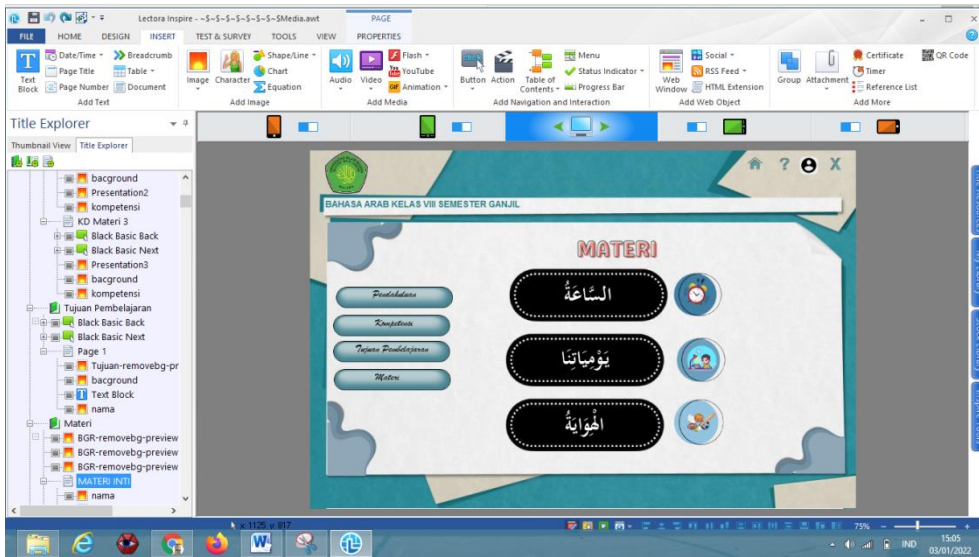 Lectora Inspire - ~$~$~$~$~$~$~$~$Media.awt
PAGE
FILE HOME DESIGN INSERT TEST & SURVEY TOOLS VIEW PROPERTIES
Text Block
Date/Time
Page Title
Page Number
Breadcrumb
Table
Document
Add Text
Image
Character
Shape/Line
Chart
Equation
Add Image
Audio
Video
Flash
YouTube
Animation
Add Media
Button
Action
Table of Contents
Menu
Status Indicator
Progress Bar
Add Navigation and Interaction
Web Window
Social
RSS Feed
HTML Extension
Add Web Object
Group
Attachment
Certificate
Timer
Reference List
QR Code
Add More
Title Explorer
Thumbnail View Title Explorer
bacground
Presentation2
kompetensi
KD Materi 3
Black Basic Back
Black Basic Next
Presentation3
bacground
kompetensi
Tujuan Pembelajaran
Black Basic Back
Black Basic Next
Page 1
Tujuan-removebg-pr
bacground
Text Block
nama
Materi
BGR-removebg-preview
BGR-removebg-preview
BGR-removebg-preview
MATERI INTI
nama
BAHASA ARAB KELAS VIII SEMESTER GANJIL
MATERI
Pendahuluan
Kompetensi
Tujuan Pembelajaran
Materi
السَّاعَةُ
يَوْمِيَاتِنَا
الْهِوَايَةُ
x: 1125 y: 817
75%
IND
15:05
03/01/2022